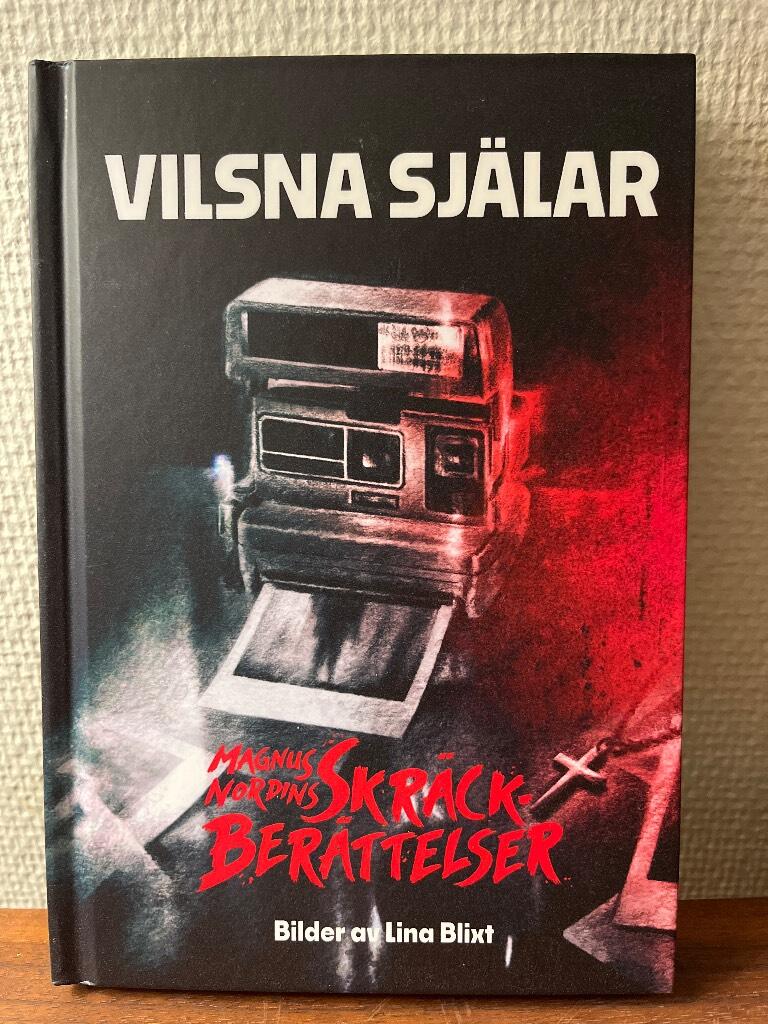 VILSNA SJÄLAR
MAGNUS
NORDINS SKRÄCK-
BERÄTTELSER
Bilder av Lina Blixt